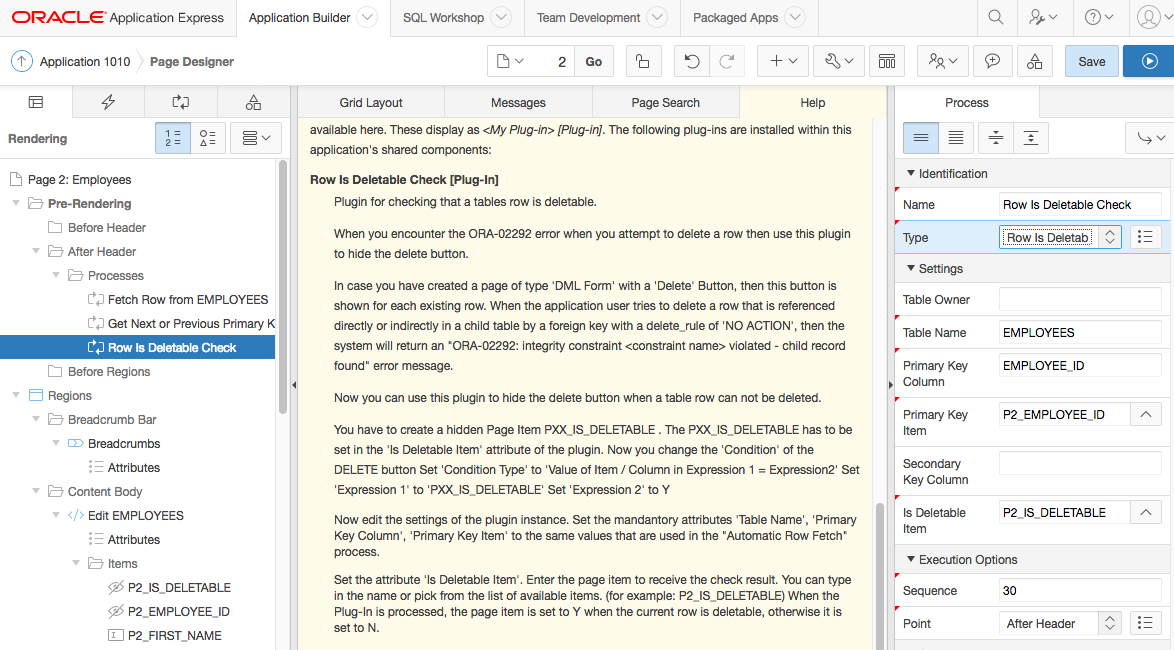 ORACLE Application Express
Application Builder
SQL Workshop
Team Development
Packaged Apps
Application 1010
Page Designer
2
Go
Save
Rendering
Page 2: Employees
Pre-Rendering
Before Header
After Header
Processes
Fetch Row from EMPLOYEES
Get Next or Previous Primary K
Row Is Deletable Check
Before Regions
Regions
Breadcrumb Bar
Breadcrumbs
Attributes
Content Body
Edit EMPLOYEES
Attributes
Items
P2_IS_DELETABLE
P2_EMPLOYEE_ID
P2_FIRST_NAME
Grid Layout
Messages
Page Search
Help
available here. These display as <My Plug-in> [Plug-in]. The following plug-ins are installed within this
application's shared components:
Row Is Deletable Check [Plug-In]
Plugin for checking that a tables row is deletable.
When you encounter the ORA-02292 error when you attempt to delete a row then use this plugin
to hide the delete button.
In case you have created a page of type 'DML Form' with a 'Delete' Button, then this button is
shown for each existing row. When the application user tries to delete a row that is referenced
directly or indirectly in a child table by a foreign key with a delete_rule of 'NO ACTION', then the
system will return an "ORA-02292: integrity constraint <constraint name> violated - child record
found" error message.
Now you can use this plugin to hide the delete button when a table row can not be deleted.
You have to create a hidden Page Item PXX_IS_DELETABLE . The PXX_IS_DELETABLE has to be
set in the 'Is Deletable Item' attribute of the plugin. Now you change the 'Condition' of the
DELETE button Set 'Condition Type' to 'Value of Item / Column in Expression 1 = Expression2' Set
'Expression 1' to 'PXX_IS_DELETABLE' Set 'Expression 2' to Y
Now edit the settings of the plugin instance. Set the mandantory attributes 'Table Name', 'Primary
Key Column', 'Primary Key Item' to the same values that are used in the "Automatic Row Fetch"
process.
Set the attribute 'Is Deletable Item'. Enter the page item to receive the check result. You can type
in the name or pick from the list of available items. (for example: P2_IS_DELETABLE) When the
Plug-In is processed, the page item is set to Y when the current row is deletable, otherwise it is
set to N.
Process
Identification
Name
Row Is Deletable Check
Type
Row Is Deletab
Settings
Table Owner
Table Name
EMPLOYEES
Primary Key
Column
EMPLOYEE_ID
Primary Key
Item
P2_EMPLOYEE_ID
Secondary
Key Column
Is Deletable
Item
P2_IS_DELETABLE
Execution Options
Sequence
30
Point
After Header